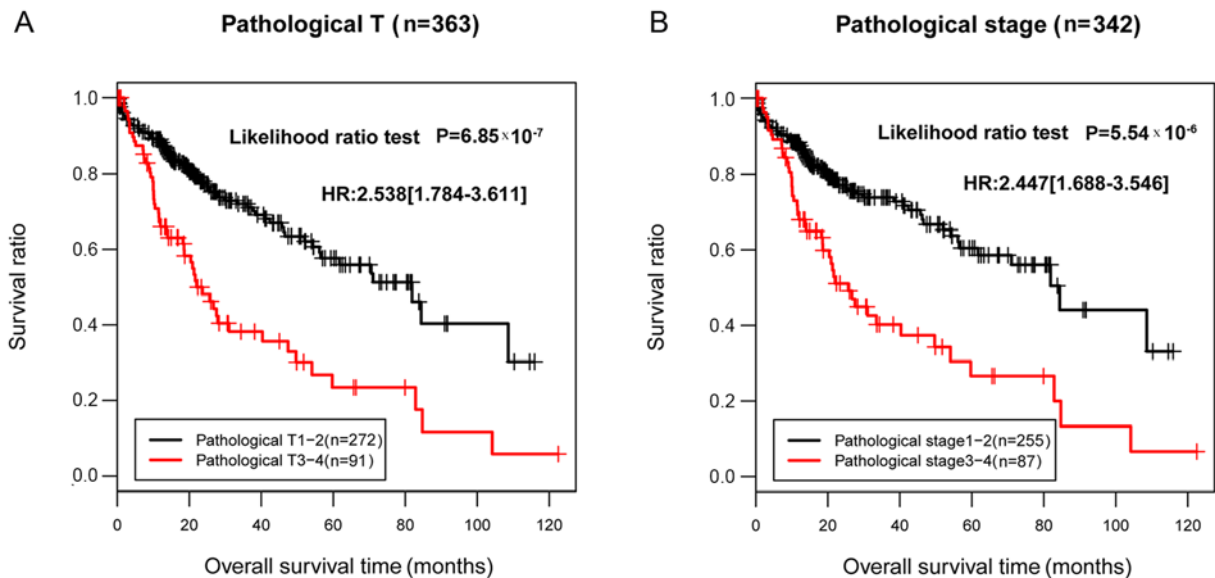 A
Pathological T (n=363)
Survival ratio
1.0
0.8
0.6
0.4
0.2
0.0
Likelihood ratio test P=6.85×10-7
HR:2.538[1.784-3.611]
Pathological T1−2(n=272)
Pathological T3−4(n=91)
0 20 40 60 80 100 120
Overall survival time (months)
B
Pathological stage (n=342)
Survival ratio
1.0
0.8
0.6
0.4
0.2
0.0
Likelihood ratio test P=5.54×10-6
HR:2.447[1.688-3.546]
Pathological stage1−2(n=255)
Pathological stage3−4(n=87)
0 20 40 60 80 100 120
Overall survival time (months)